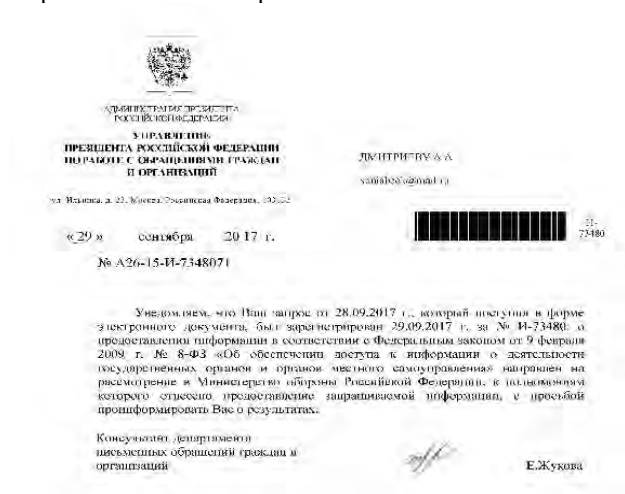 АДМИНИСТРАЦИЯ ПРЕЗИДЕНТА
РОССИЙСКОЙ ФЕДЕРАЦИИ
УПРАВЛЕНИЕ
ПРЕЗИДЕНТА РОССИЙСКОЙ ФЕДЕРАЦИИ
ПО РАБОТЕ С ОБРАЩЕНИЯМИ ГРАЖДАН
И ОРГАНИЗАЦИЙ
ул. Ильинка, д. 23, Москва, Российская Федерация, 103132
« 29 » сентября 20 17 г.
№ А26-15-И-7348071
ДМИТРИЕВУ А.А.
И-
73480
Уведомляем, что Ваш запрос от 28.09.2017 г., который поступил в форме
электронного документа, был зарегистрирован 29.09.2017 г. за № И-73480 о
предоставлении информации в соответствии с Федеральным законом от 9 февраля
2009 г. № 8-ФЗ «Об обеспечении доступа к информации о деятельности
государственных органов и органов местного самоуправления» направлен на
рассмотрение в Министерство обороны Российской Федерации, к полномочиям
которого отнесено предоставление запрашиваемой информации, с просьбой
проинформировать Вас о результатах.
Консультант департамента
письменных обращений граждан и
организаций
Е.Жукова